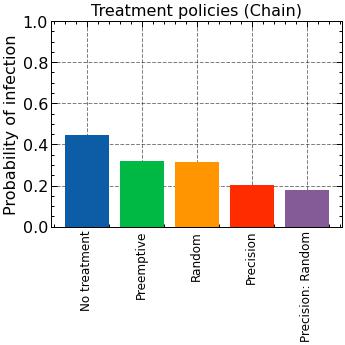 Treatment policies (Chain)
Probability of infection
1.0
0.8
0.6
0.4
0.2
0.0
No treatment
Preemptive
Random
Precision
Precision: Random